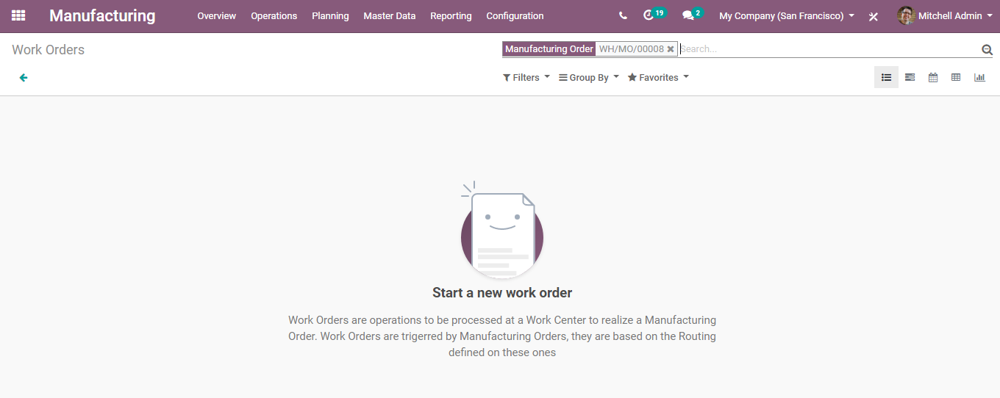 Manufacturing Overview Operations Planning Master Data Reporting Configuration 19 2 My Company (San Francisco) Mitchell Admin
Work Orders Manufacturing Order WH/MO/00008 Search...
Filters Group By Favorites
Start a new work order
Work Orders are operations to be processed at a Work Center to realize a Manufacturing
Order. Work Orders are trigerred by Manufacturing Orders, they are based on the Routing
defined on these ones